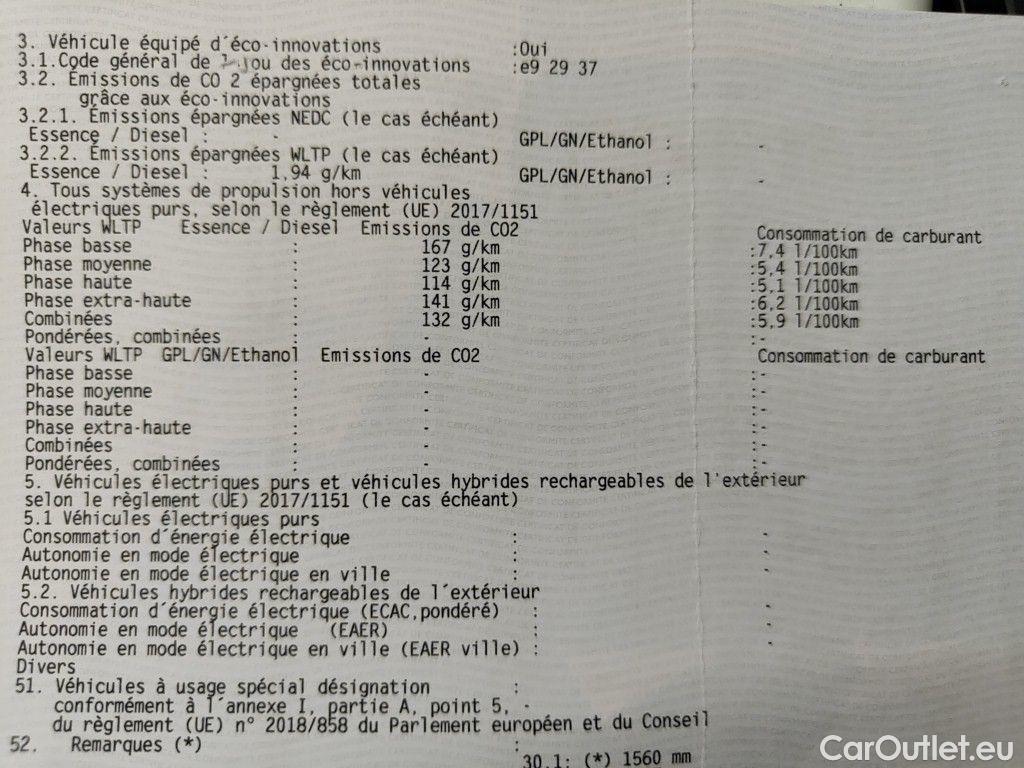 3. Véhicule équipé d´éco-innovations :Oui
3.1.Code général de des éco-innovations :e9 29 37
3.2. Émissions de CO 2 épargnées totales
grâce aux éco-innovations
3.2.1. Émissions épargnées NEDC (le cas échéant)
Essence / Diesel : - GPL/GN/Ethanol : -
3.2.2. Émissions épargnées WLTP (le cas échéant)
Essence / Diesel : 1,94 g/km GPL/GN/Ethanol : -
4. Tous systèmes de propulsion hors véhicules
électriques purs, selon le règlement (UE) 2017/1151
Valeurs WLTP Essence / Diesel Emissions de CO2 Consommation de carburant
Phase basse : 167 g/km :7,4 l/100km
Phase moyenne : 123 g/km :5,4 l/100km
Phase haute : 114 g/km :5,1 l/100km
Phase extra-haute : 141 g/km :6,2 l/100km
Combinées : 132 g/km :5,9 l/100km
Pondérées, combinées : - :-
Valeurs WLTP GPL/GN/Ethanol Emissions de CO2 Consommation de carburant
Phase basse : - :-
Phase moyenne : - :-
Phase haute : - :-
Phase extra-haute : - :-
Combinées : - :-
Pondérées, combinées : - :-
5. Véhicules électriques purs et véhicules hybrides rechargeables de l'extérieur
selon le règlement (UE) 2017/1151 (le cas échéant)
5.1 Véhicules électriques purs
Consommation d´énergie électrique : -
Autonomie en mode électrique : -
Autonomie en mode électrique en ville : -
5.2. Véhicules hybrides rechargeables de l´extérieur
Consommation d´énergie électrique (ECAC,pondéré) : -
Autonomie en mode électrique (EAER) : -
Autonomie en mode électrique en ville (EAER ville) : -
Divers
51. Véhicules à usage spécial désignation :
conformément à l´annexe I, partie A, point 5, -
du règlement (UE) n° 2018/858 du Parlement européen et du Conseil
52. Remarques (*) :
30.1: (*) 1560 mm
CarOutlet.eu